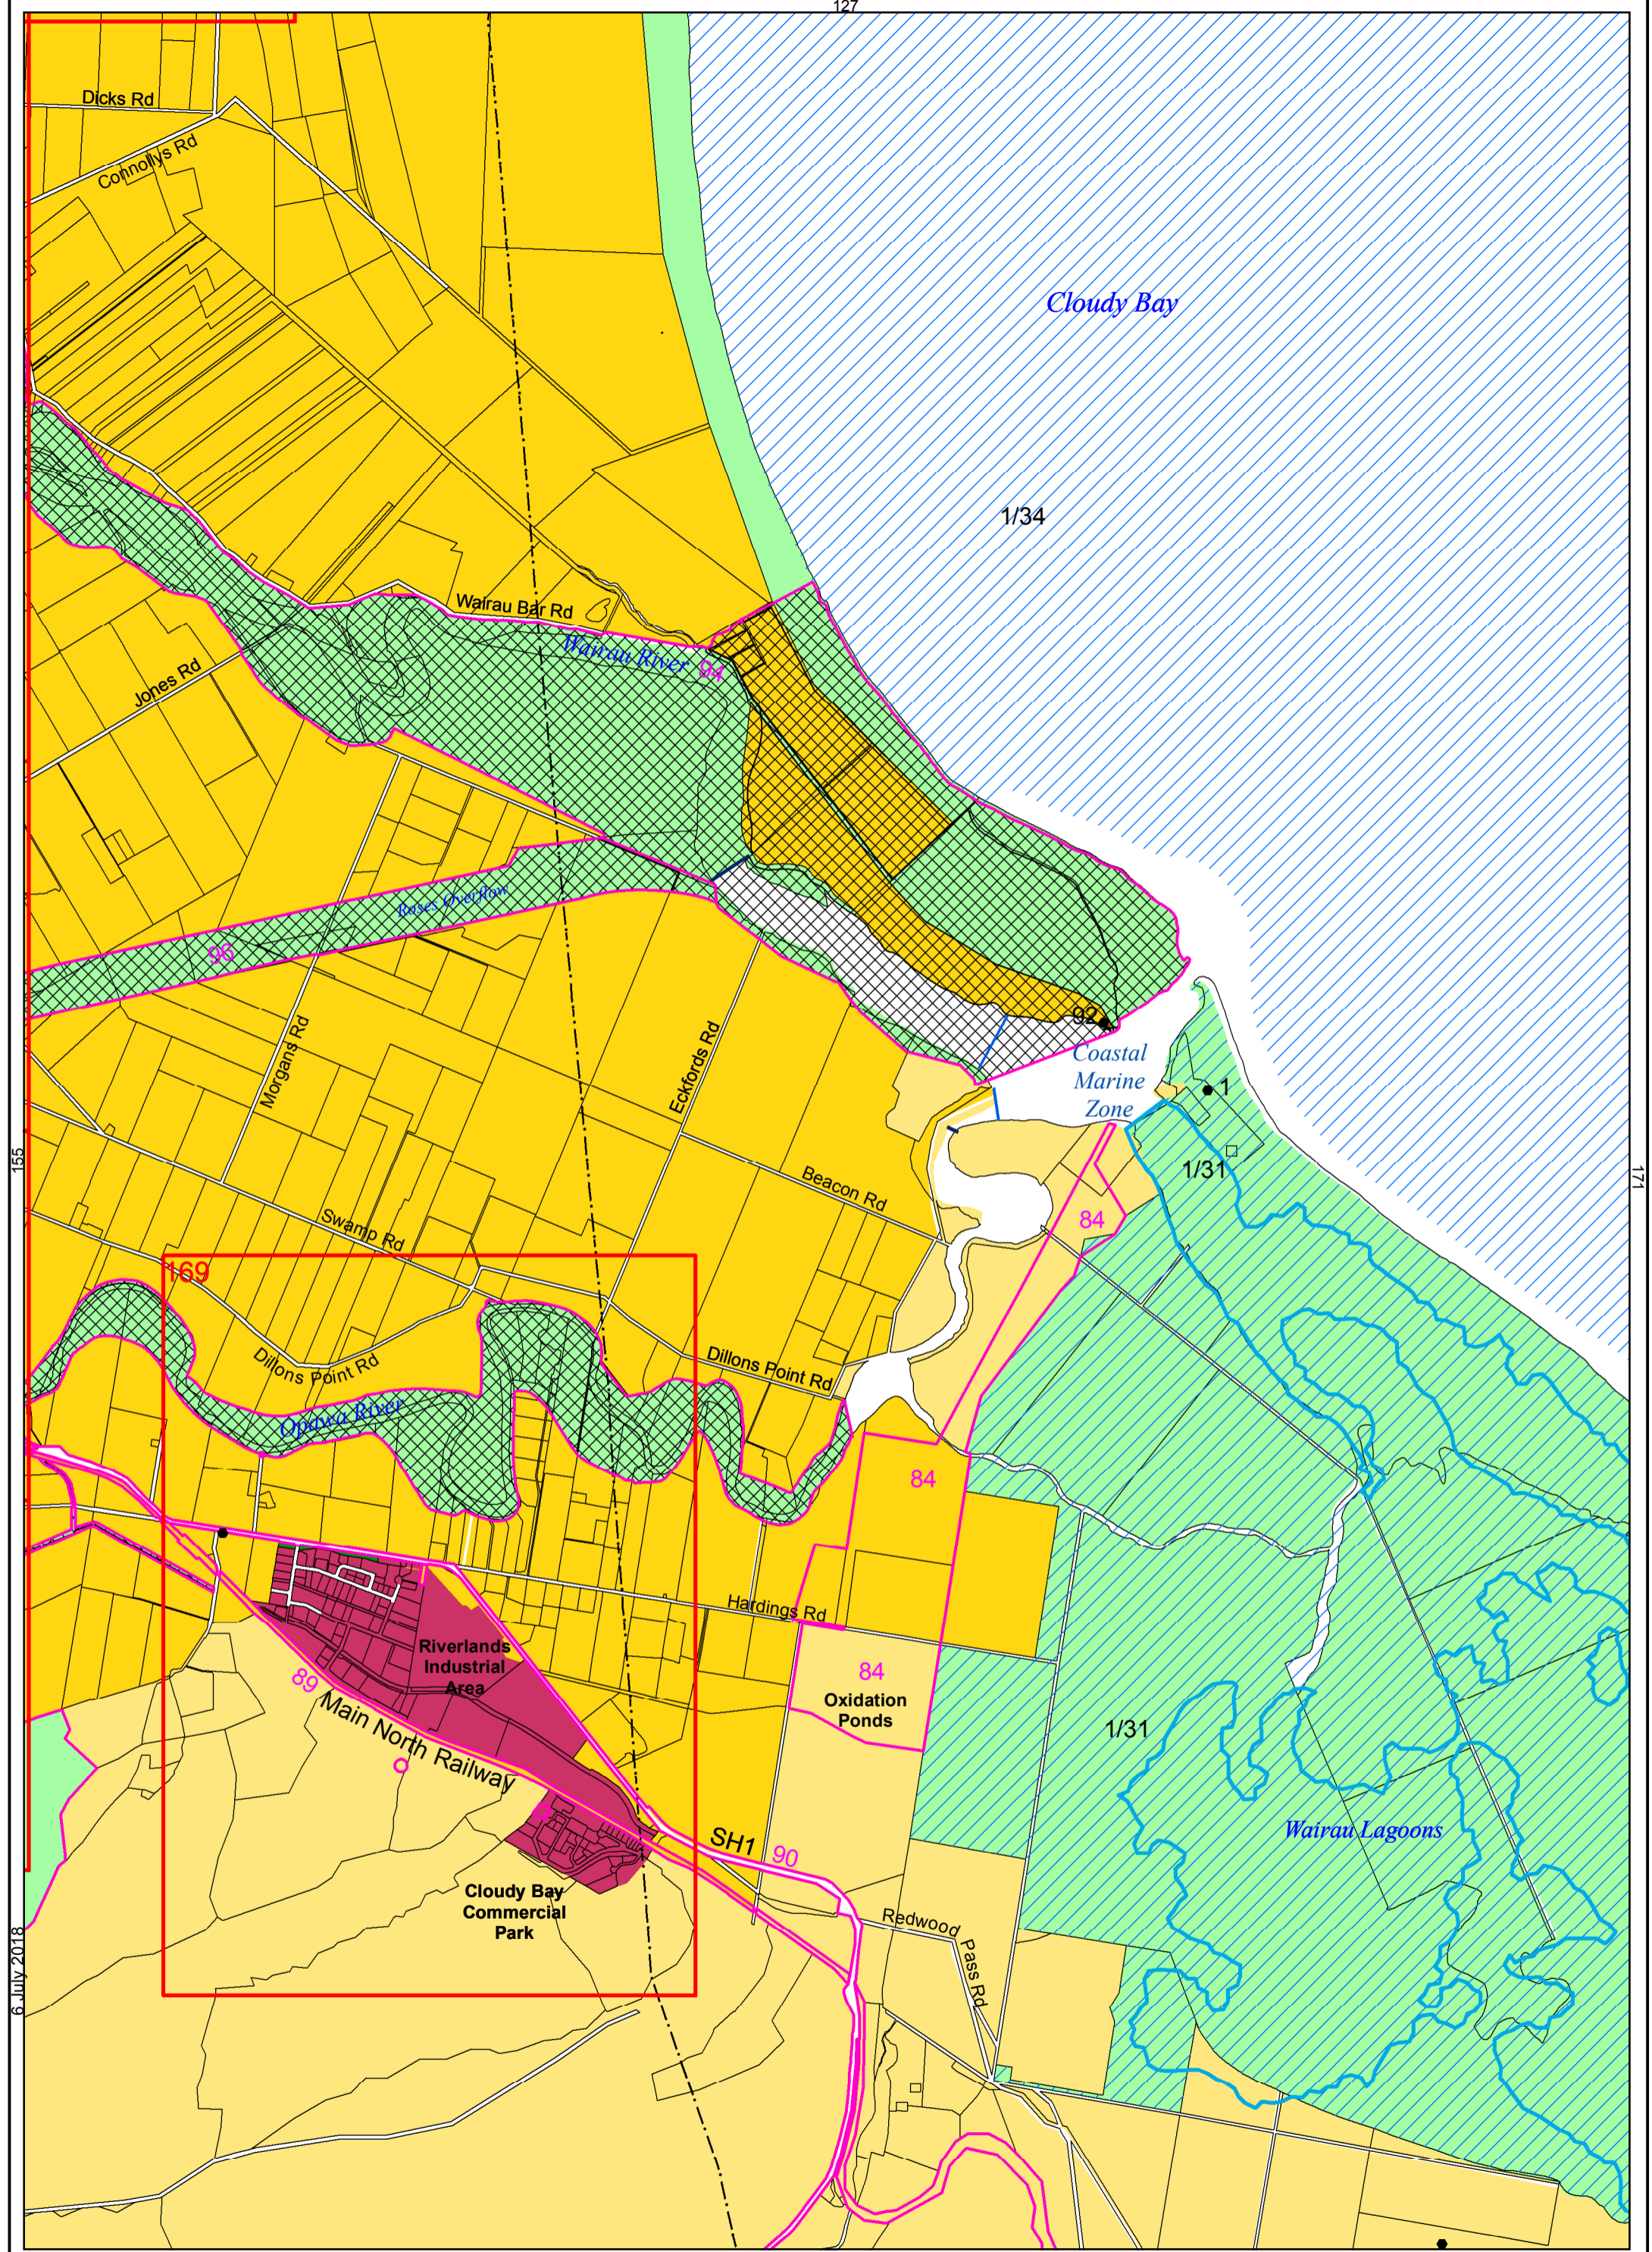 127
Dicks Rd
Connollys Rd
Cloudy Bay
1/34
Wairau Bar Rd
Wairau River
94
Jones Rd
Roses Overflow
96
92
Coastal
Marine
Zone
1
Morgans Rd
Eckfords Rd
155
171
1/31
Beacon Rd
84
Swamp Rd
169
Dillons Point Rd
Dillons Point Rd
Opawa River
84
Hardings Rd
Riverlands
Industrial
Area
84
Oxidation
Ponds
89
Main North Railway
1/31
Wairau Lagoons
SH1
90
Cloudy Bay
Commercial
Park
Redwood
Pass Rd
6 July 2018